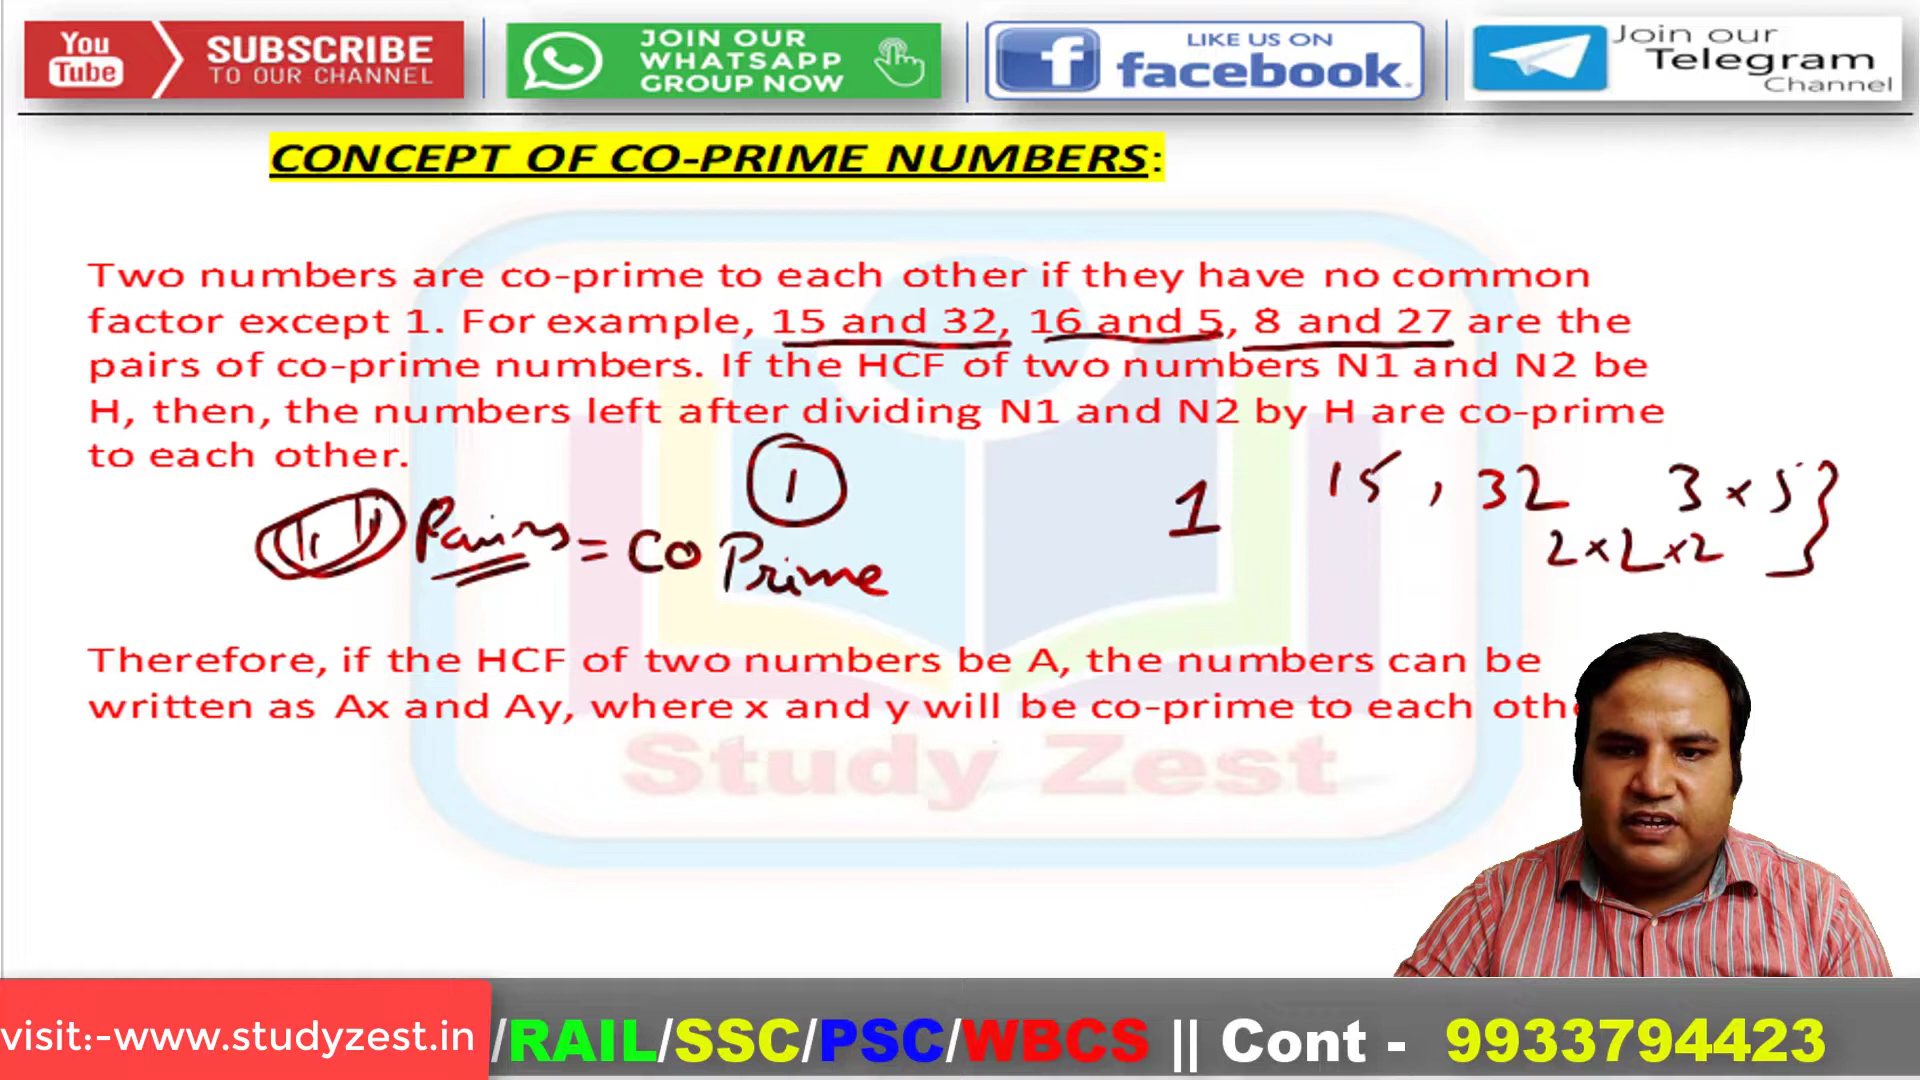 You
Tube
SUBSCRIBE
TO OUR CHANNEL
JOIN OUR
WHATSAPP
GROUP NOW
LIKE US ON
facebook
Join our
Telegram
Channel
CONCEPT OF CO-PRIME NUMBERS:
Two numbers are co-prime to each other if they have no common
factor except 1. For example, 15 and 32, 16 and 5, 8 and 27 are the
pairs of co-prime numbers. If the HCF of two numbers N1 and N2 be
H, then, the numbers left after dividing N1 and N2 by H are co-prime
to each other.
1
1
15, 32
3 × 5
2×2×2
Pairs = CO Prime
Therefore, if the HCF of two numbers be A, the numbers can be
written as Ax and Ay, where x and y will be co-prime to each
Study Zest
visit:-www.studyzest.in /RAIL/SSC/PSC/WBCS || Cont - 9933794423